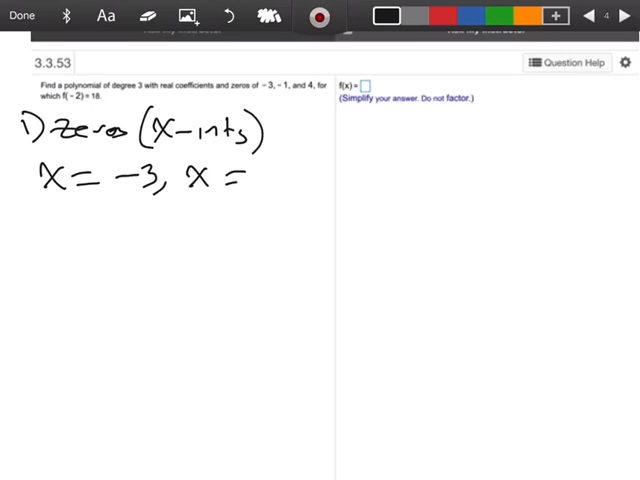 Done
Aa
4
3.3.53
Question Help
Find a polynomial of degree 3 with real coefficients and zeros of −3, −1, and 4, for
which f(−2) = 18.
f(x) =
(Simplify your answer. Do not factor.)
1) zeros (x-ints)
x = -3, x =